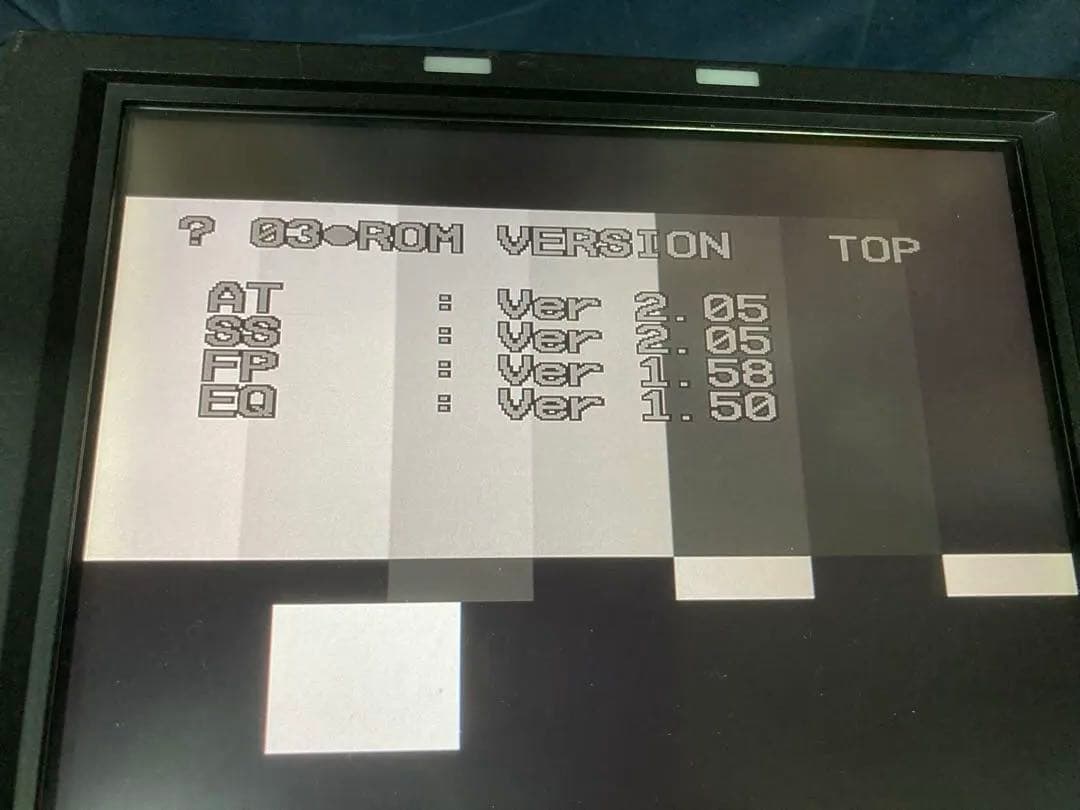 ? 03●ROM VERSION TOP
AT : Ver 2.05
SS : Ver 2.05
FP : Ver 1.58
EQ : Ver 1.50